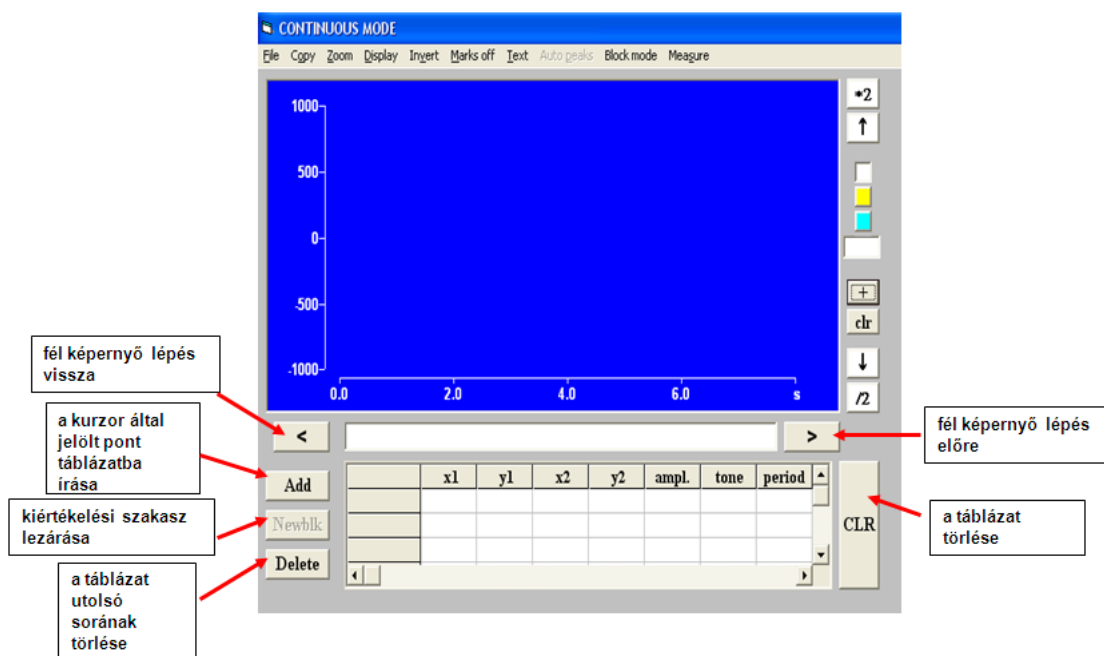 CONTINUOUS MODE
File Copy Zoom Display Invert Marks off Text Auto peaks Block mode Measure
*2
↑
1000
500
0
-500
-1000
0.0 2.0 4.0 6.0 s
+
clr
↓
/2
fél képernyő lépés
vissza
<
>
fél képernyő lépés
előre
a kurzor által
jelölt pont
táblázatba
írása
Add
x1 y1 x2 y2 ampl. tone period
kiértékelési szakasz
lezárása
Newblk
CLR
a táblázat
törlése
Delete
a táblázat
utolsó
sorának
törlése